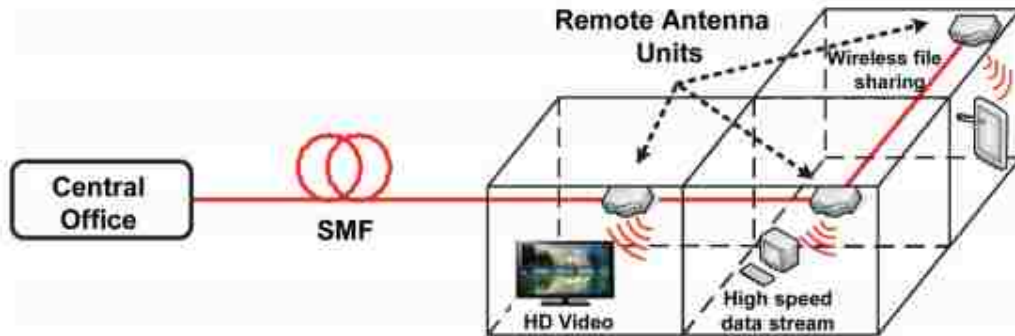 Remote Antenna
Units
Wireless file
sharing
Central
Office
SMF
HD Video
High speed
data stream